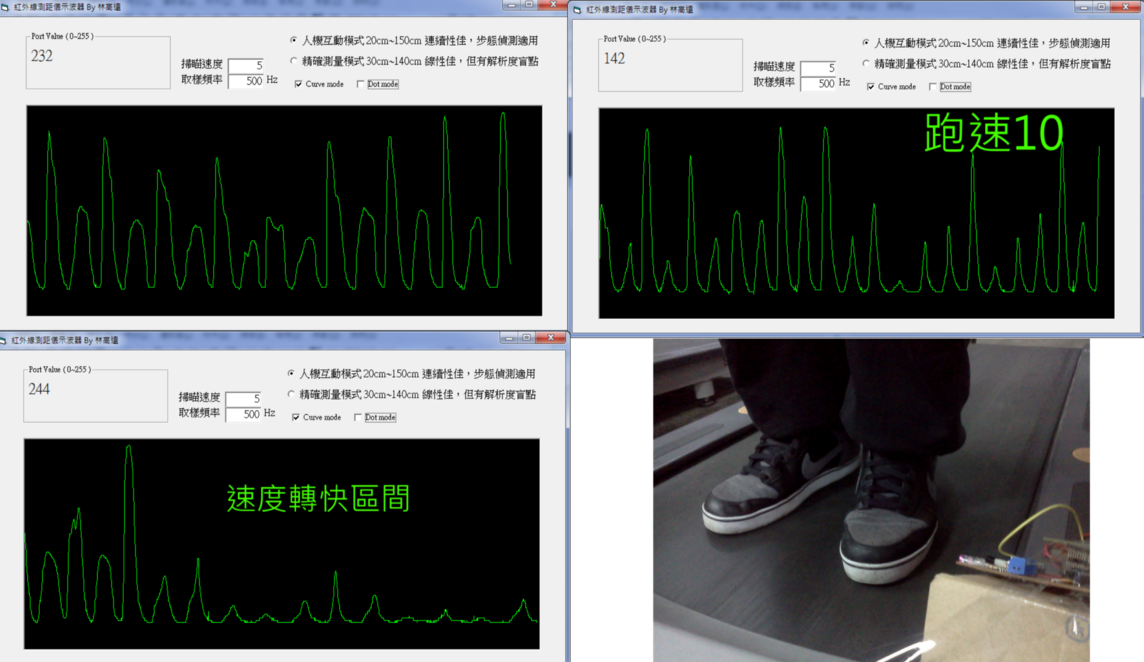 紅外線測距儀示波器 By 林高遠
Port Value ( 0~255 )
232
掃瞄速度 5
取樣頻率 500 Hz
人機互動模式 20cm~150cm 連續性佳，步態偵測適用
精確測量模式 30cm~140cm 線性佳，但有解析度盲點
Curve mode
Dot mode
紅外線測距儀示波器 By 林高遠
Port Value ( 0~255 )
142
掃瞄速度 5
取樣頻率 500 Hz
人機互動模式 20cm~150cm 連續性佳，步態偵測適用
精確測量模式 30cm~140cm 線性佳，但有解析度盲點
Curve mode
Dot mode
跑速10
紅外線測距儀示波器 By 林高遠
Port Value ( 0~255 )
244
掃瞄速度 5
取樣頻率 500 Hz
人機互動模式 20cm~150cm 連續性佳，步態偵測適用
精確測量模式 30cm~140cm 線性佳，但有解析度盲點
Curve mode
Dot mode
速度轉快區間